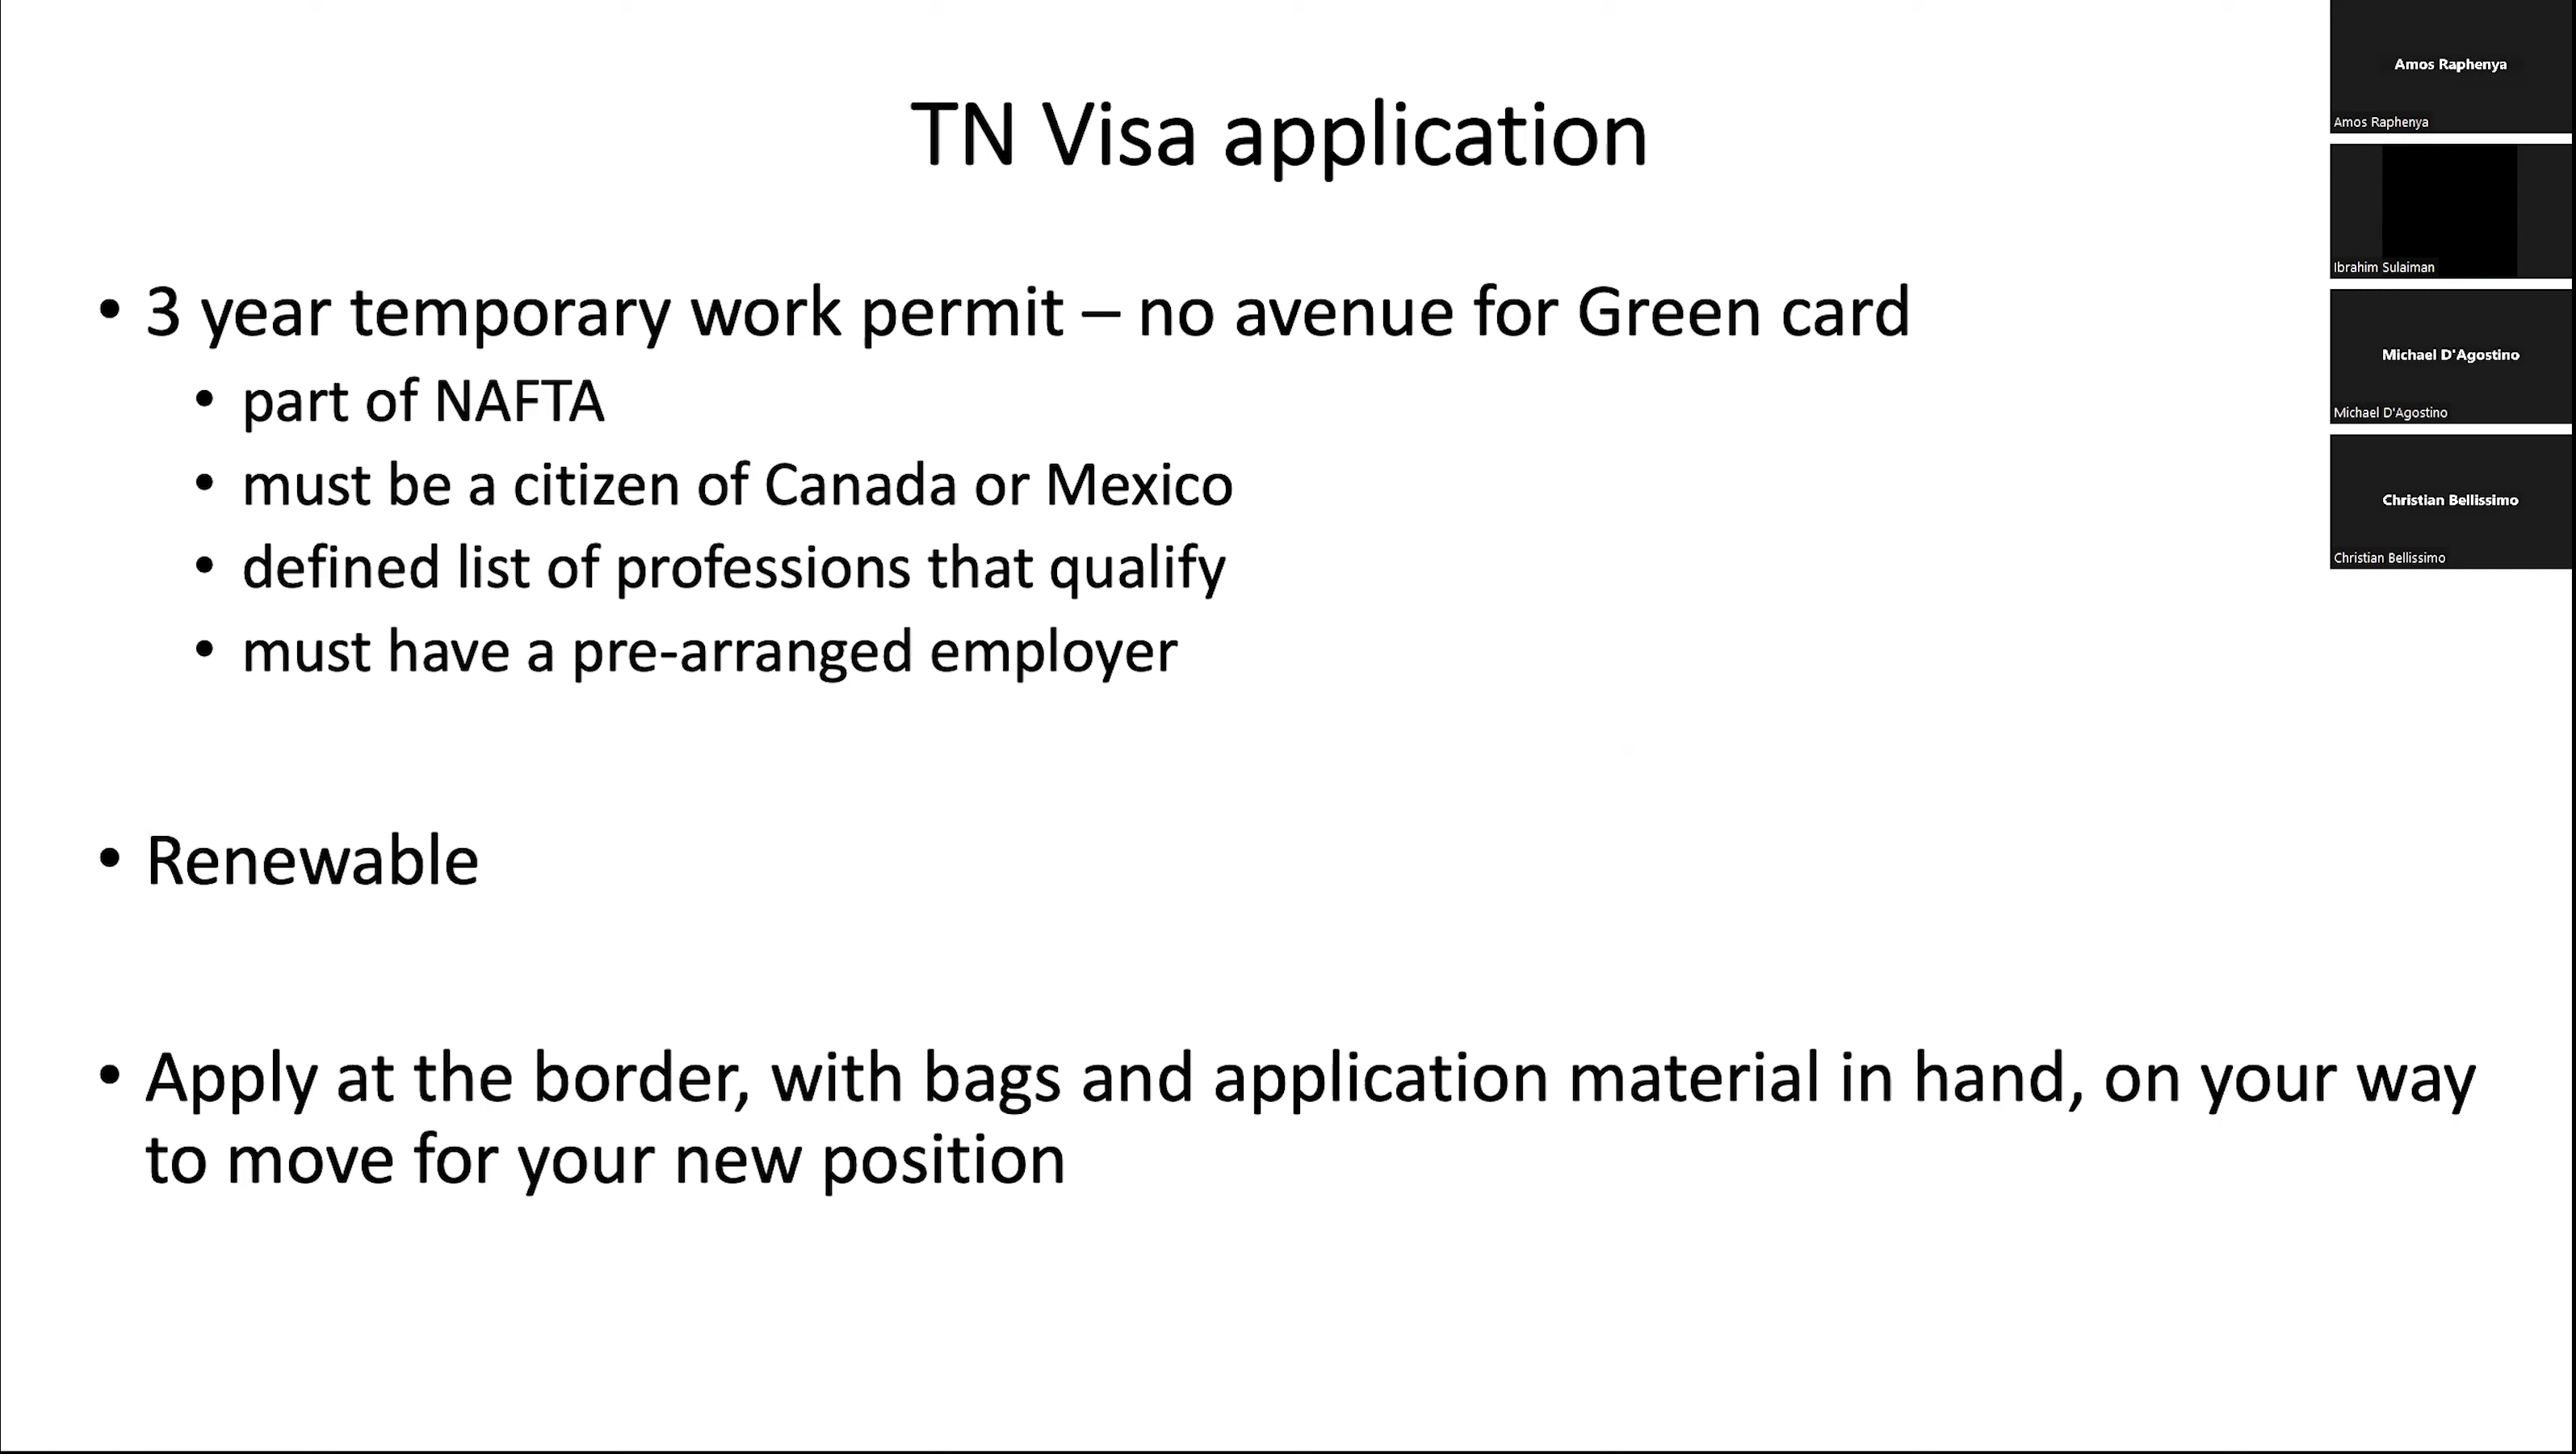 TN Visa application
• 3 year temporary work permit – no avenue for Green card
• part of NAFTA
• must be a citizen of Canada or Mexico
• defined list of professions that qualify
• must have a pre-arranged employer
• Renewable
• Apply at the border, with bags and application material in hand, on your way
to move for your new position
Amos Raphenya
Amos Raphenya
Ibrahim Sulaiman
Michael D'Agostino
Michael D'Agostino
Christian Bellissimo
Christian Bellissimo